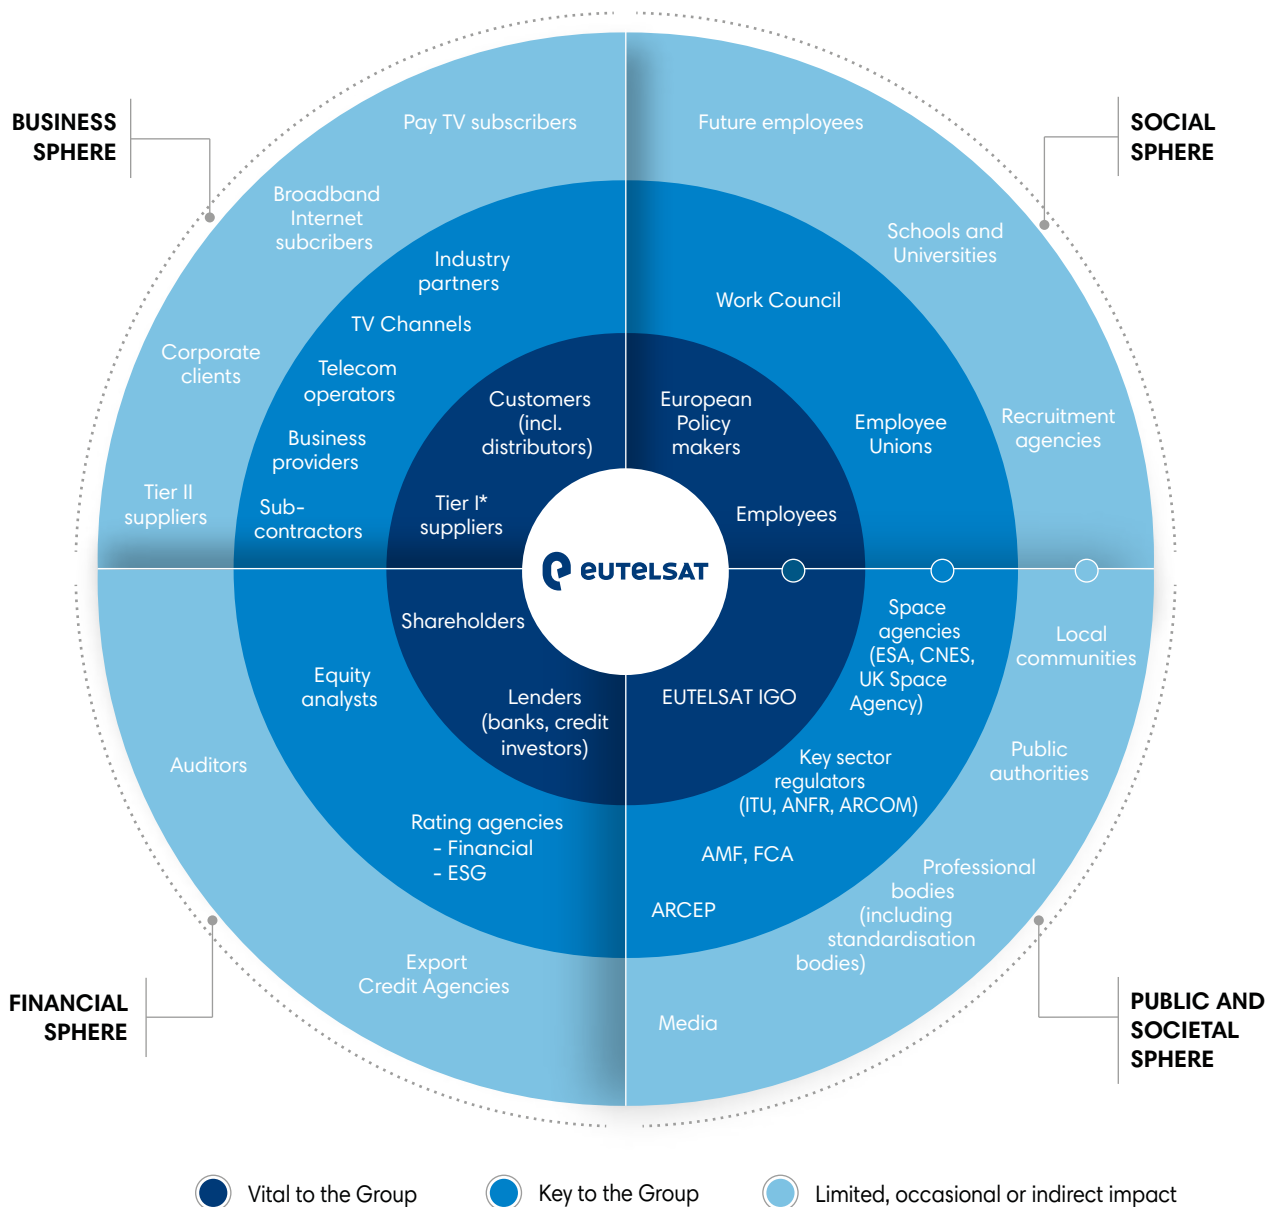 BUSINESS
SPHERE
Pay TV subscribers
Broadband
Internet
subcribers
Corporate
clients
Tier II
suppliers
Industry
partners
TV Channels
Telecom
operators
Business
providers
Sub-
contractors
Customers
(incl.
distributors)
Tier I*
suppliers
SOCIAL
SPHERE
Future employees
Schools and
Universities
Recruitment
agencies
Work Council
Employee
Unions
European
Policy
makers
Employees
eutelsat
FINANCIAL
SPHERE
Shareholders
Lenders
(banks, credit
investors)
Equity
analysts
Rating agencies
- Financial
- ESG
Auditors
Export
Credit Agencies
PUBLIC AND
SOCIETAL
SPHERE
EUTELSAT IGO
Space
agencies
(ESA, CNES,
UK Space
Agency)
Key sector
regulators
(ITU, ANFR, ARCOM)
AMF, FCA
ARCEP
Local
communities
Public
authorities
Professional
bodies
(including
standardisation
bodies)
Media
Vital to the Group
Key to the Group
Limited, occasional or indirect impact